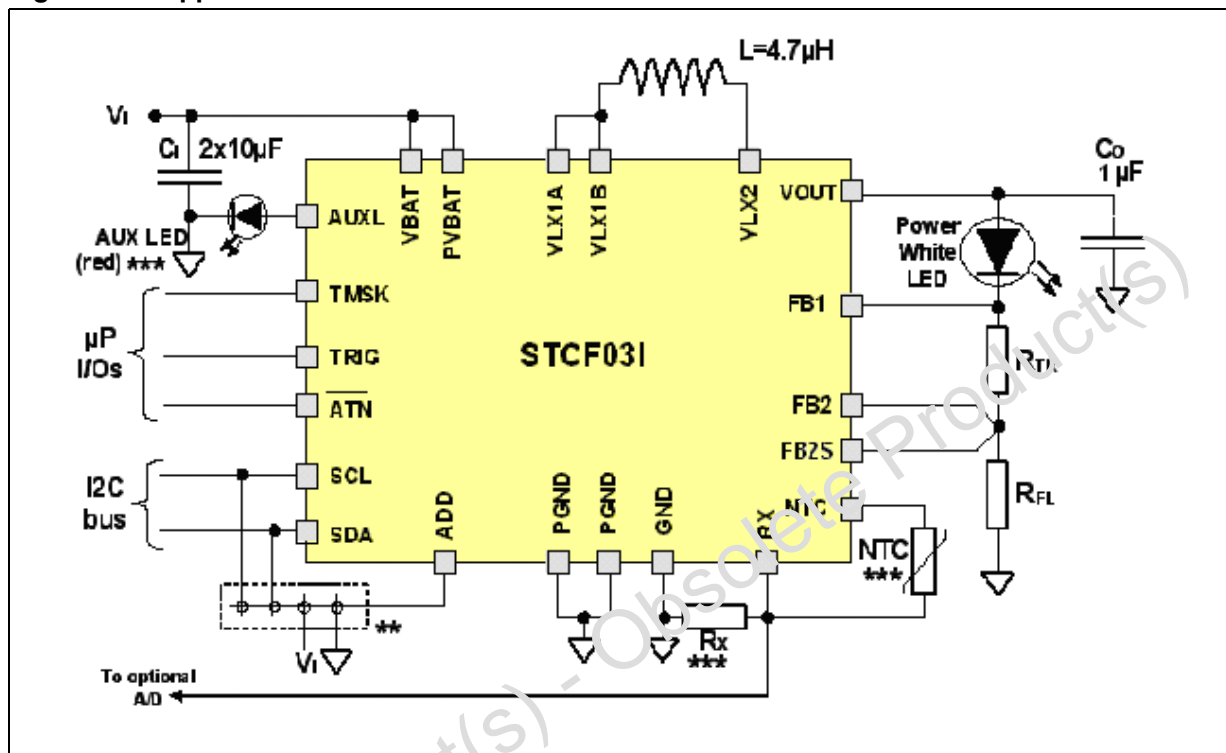 L=4.7µH
VI
CI 2x10µF
CO
1 µF
VBAT
PVBAT
VLX1A
VLX1B
VLX2
VOUT
AUXL
AUX LED
(red) ***
Power
White
LED
TMSK
FB1
µP
I/Os
TRIG
STCF03I
RTR
ATN
FB2
FB2S
SCL
I2C
bus
SDA
ADD
PGND
PGND
GND
RX
NTC
RFL
NTC
***
**
RX
***
VI
To optional
A/D
t(s) - Obsolete Product(s)